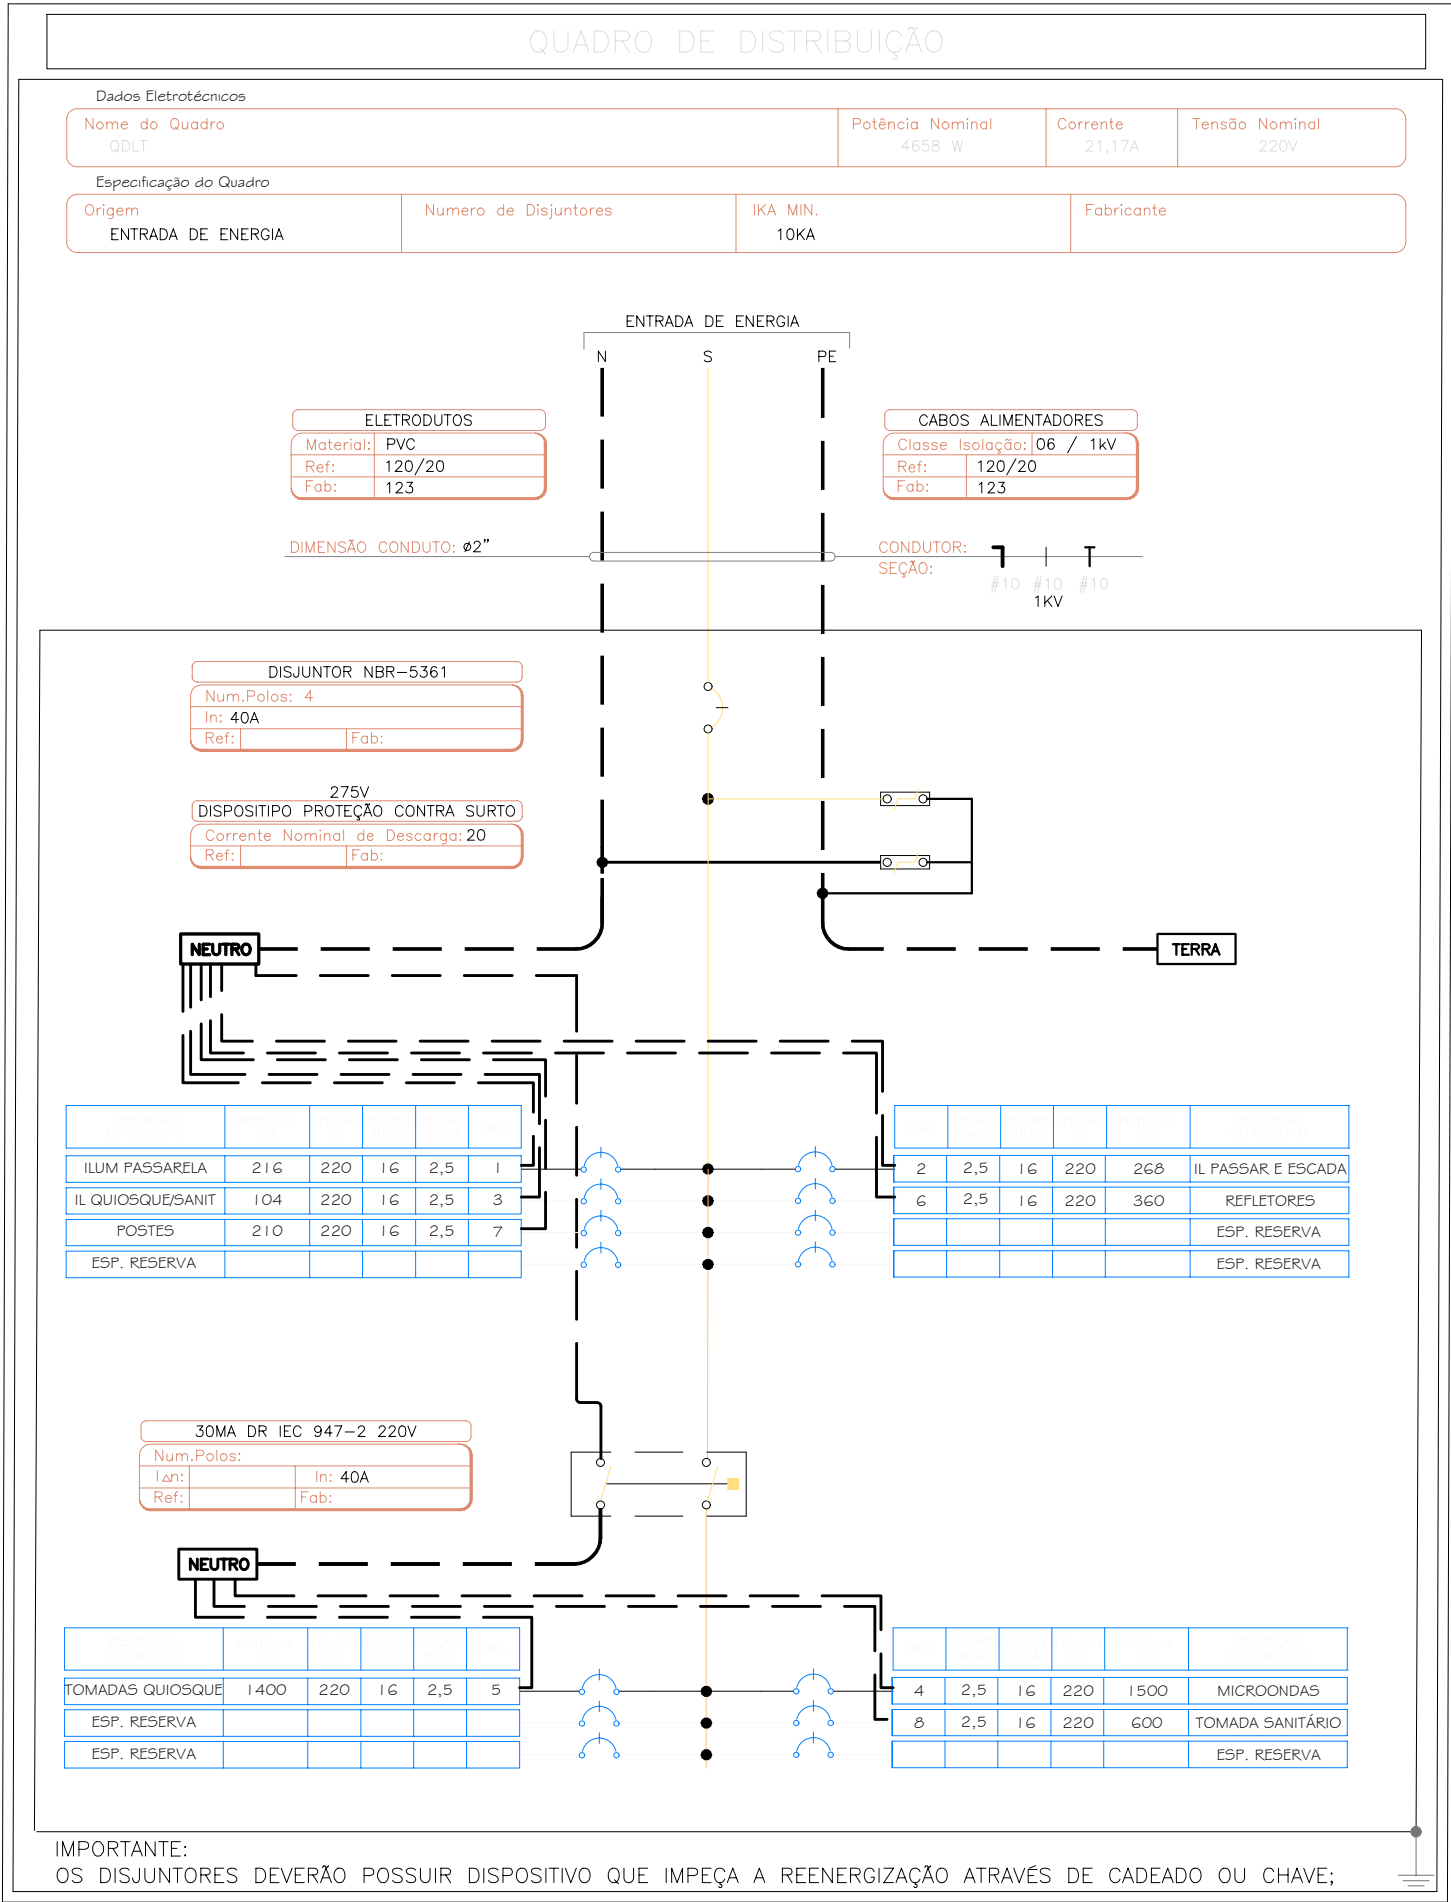 QUADRO DE DISTRIBUIÇÃO
Dados Eletrotécnicos
Nome do Quadro
QDLT
Potência Nominal
4658 W
Corrente
21,17A
Tensão Nominal
220V
Especificação do Quadro
Origem
ENTRADA DE ENERGIA
Numero de Disjuntores
IKA MIN.
10KA
Fabricante
ENTRADA DE ENERGIA
N S PE
ELETRODUTOS
Material: PVC
Ref: 120/20
Fab: 123
CABOS ALIMENTADORES
Classe Isolação: 06 / 1kV
Ref: 120/20
Fab: 123
DIMENSÃO CONDUTO: ø2”
CONDUTOR:
SEÇÃO:
#10 #10 #10
1KV
DISJUNTOR NBR-5361
Num.Polos: 4
In: 40A
Ref: Fab:
275V
DISPOSITIPO PROTEÇÃO CONTRA SURTO
Corrente Nominal de Descarga: 20
Ref: Fab:
NEUTRO
TERRA
ILUM PASSARELA 216 220 16 2,5 1
IL QUIOSQUE/SANIT 104 220 16 2,5 3
POSTES 210 220 16 2,5 7
ESP. RESERVA
2 2,5 16 220 268 IL PASSAR E ESCADA
6 2,5 16 220 360 REFLETORES
ESP. RESERVA
ESP. RESERVA
30MA DR IEC 947-2 220V
Num.Polos:
I△n: In: 40A
Ref: Fab:
NEUTRO
TOMADAS QUIOSQUE 1400 220 16 2,5 5
ESP. RESERVA
ESP. RESERVA
4 2,5 16 220 1500 MICROONDAS
8 2,5 16 220 600 TOMADA SANITÁRIO
ESP. RESERVA
IMPORTANTE:
OS DISJUNTORES DEVERÃO POSSUIR DISPOSITIVO QUE IMPEÇA A REENERGIZAÇÃO ATRAVÉS DE CADEADO OU CHAVE;